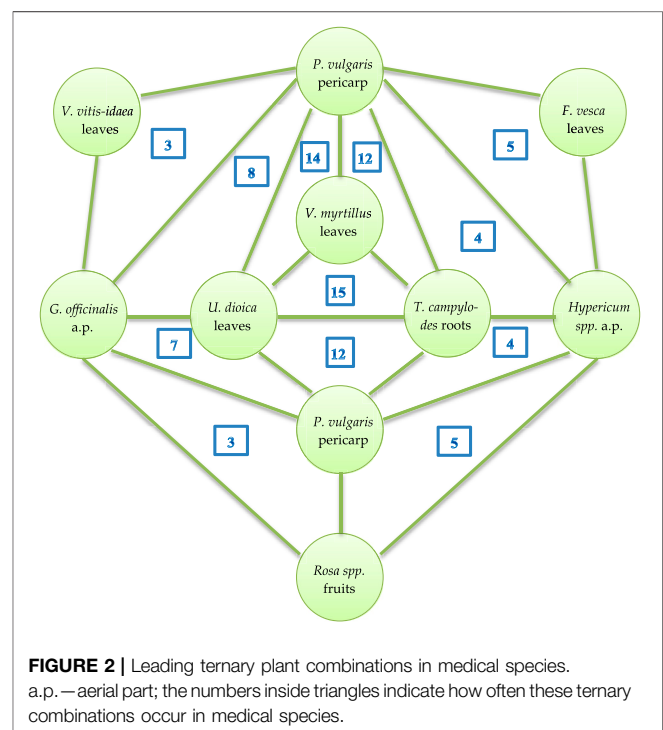 P. vulgaris
pericarp
V. vitis-idaea
leaves
F. vesca
leaves
3
8
14
12
5
V. myrtillus
leaves
4
15
G. officinalis
a.p.
U. dioica
leaves
T. campylo-
des roots
Hypericum
spp. a.p.
7
12
4
P. vulgaris
pericarp
3
5
Rosa spp.
fruits
FIGURE 2 | Leading ternary plant combinations in medical species.
a.p.—aerial part; the numbers inside triangles indicate how often these ternary
combinations occur in medical species.